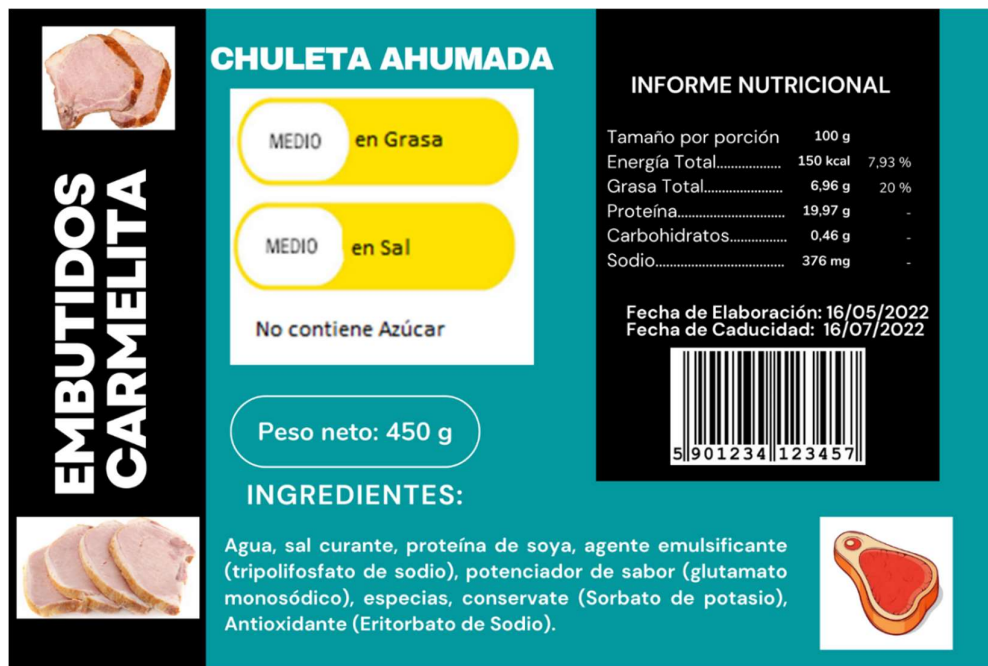 EMBUTIDOS
CARMELITA
CHULETA AHUMADA
MEDIO en Grasa
MEDIO en Sal
No contiene Azúcar
Peso neto: 450 g
INGREDIENTES:
Agua, sal curante, proteína de soya, agente emulsificante
(tripolifosfato de sodio), potenciador de sabor (glutamato
monosódico), especias, conservate (Sorbato de potasio),
Antioxidante (Eritorbato de Sodio).
INFORME NUTRICIONAL
Tamaño por porción 100 g
Energía Total.................. 150 kcal 7,93 %
Grasa Total...................... 6,96 g 20 %
Proteína.............................. 19,97 g -
Carbohidratos................ 0,46 g -
Sodio.................................... 376 mg -
Fecha de Elaboración: 16/05/2022
Fecha de Caducidad: 16/07/2022
5 901234 123457